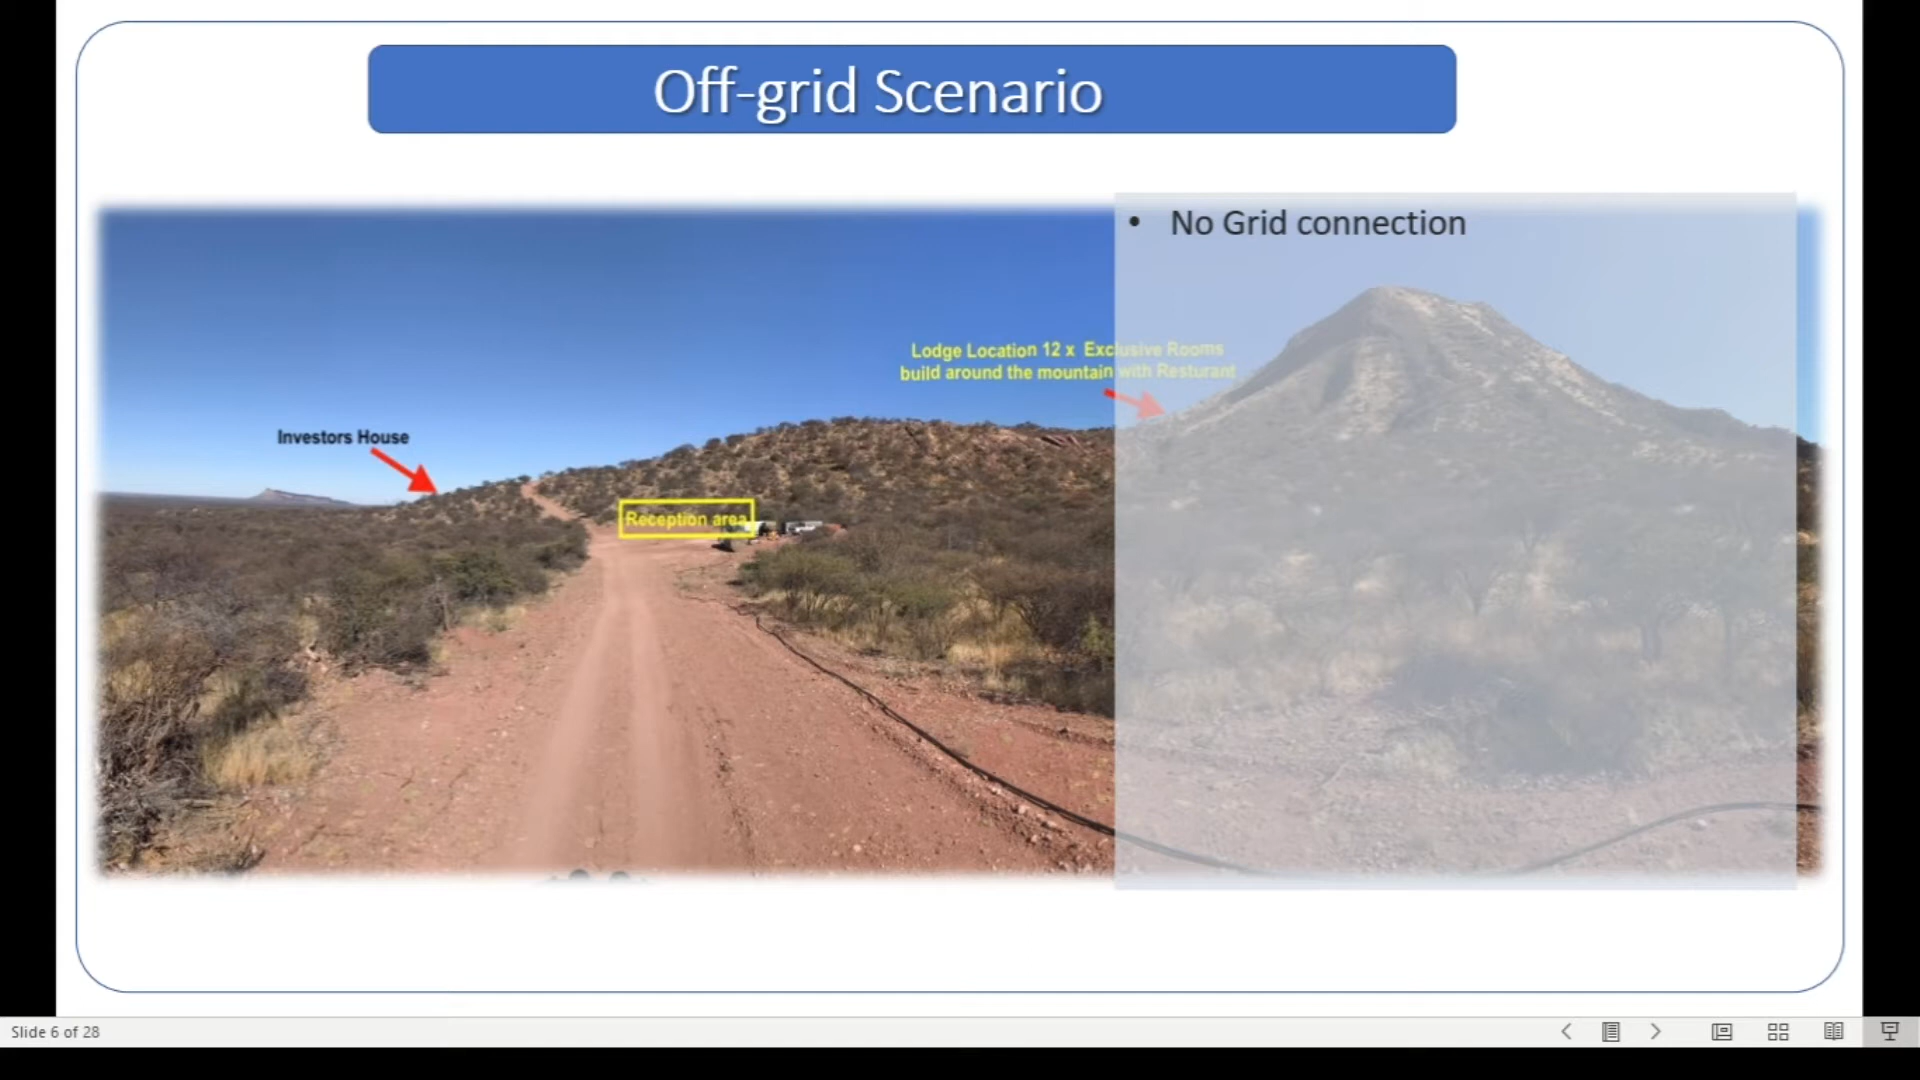 Off-grid Scenario
• No Grid connection
Lodge Location 12 x Exclusive Rooms
build around the mountain with Resturant
Investors House
Reception area
Slide 6 of 28